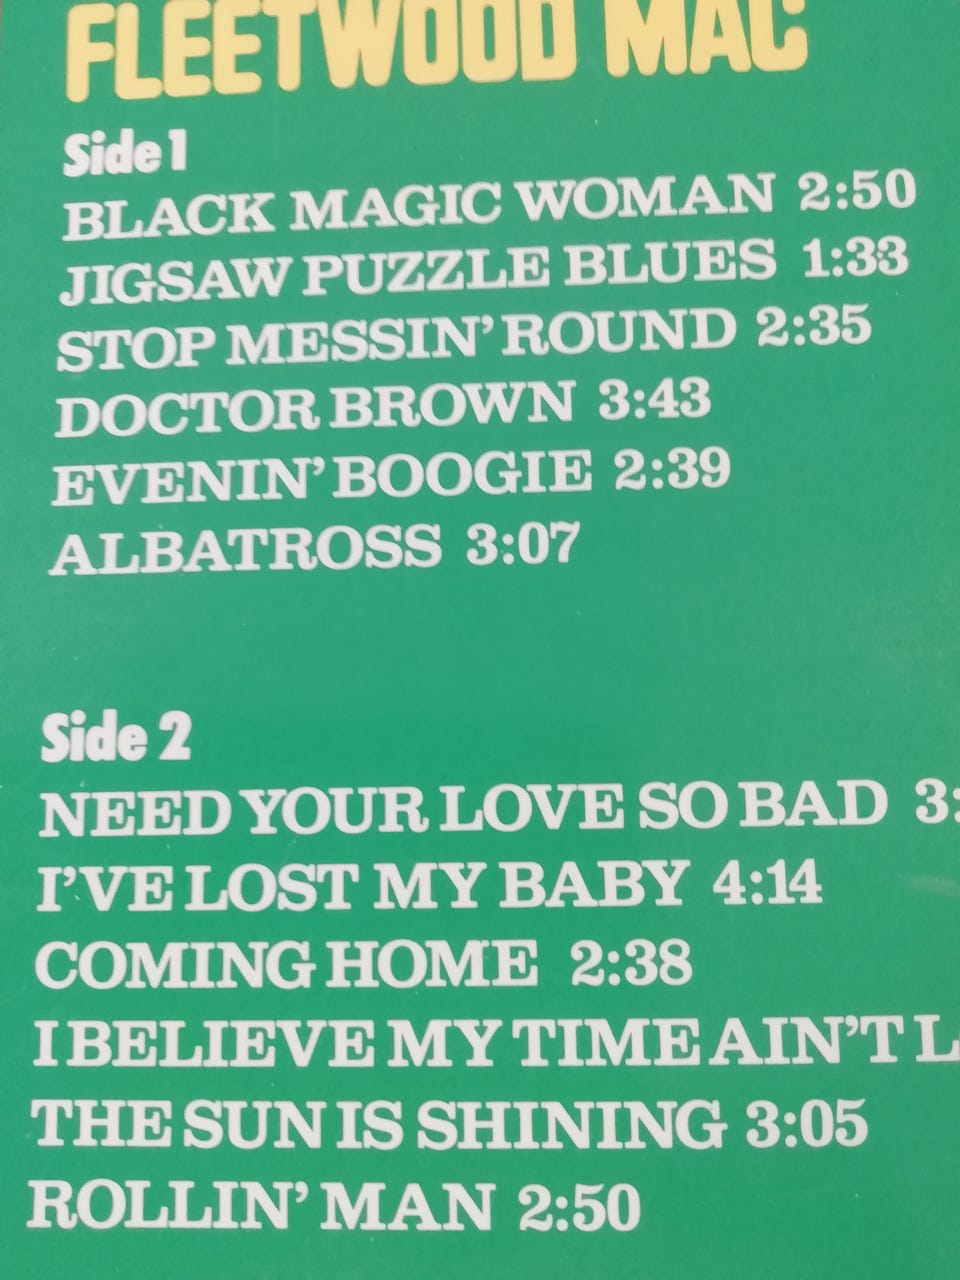 FLEETWOOD MAC
Side 1
BLACK MAGIC WOMAN 2:50
JIGSAW PUZZLE BLUES 1:33
STOP MESSIN' ROUND 2:35
DOCTOR BROWN 3:43
EVENIN' BOOGIE 2:39
ALBATROSS 3:07
Side 2
NEED YOUR LOVE SO BAD 3:
I'VE LOST MY BABY 4:14
COMING HOME 2:38
I BELIEVE MY TIME AIN'T L
THE SUN IS SHINING 3:05
ROLLIN' MAN 2:50